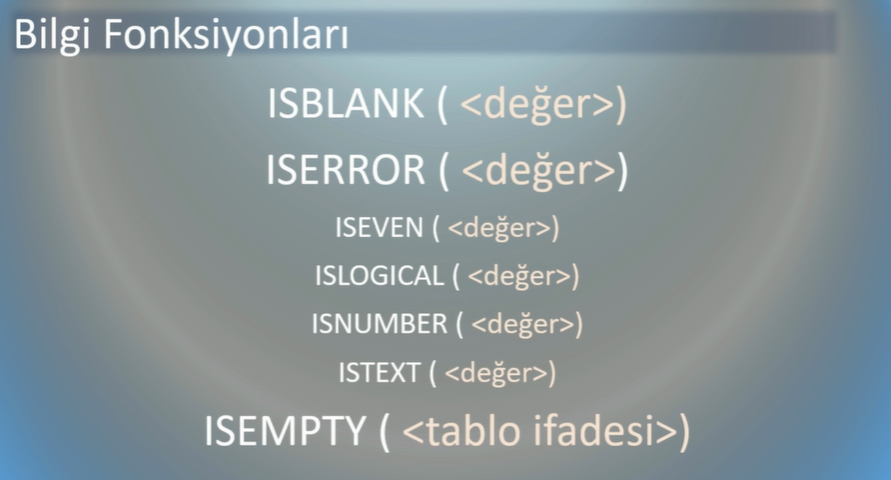 Bilgi Fonksiyonları
ISBLANK ( <değer>)
ISERROR ( <değer>)
ISEVEN ( <değer>)
ISLOGICAL ( <değer>)
ISNUMBER ( <değer>)
ISTEXT ( <değer>)
ISEMPTY ( <tablo ifadesi>)